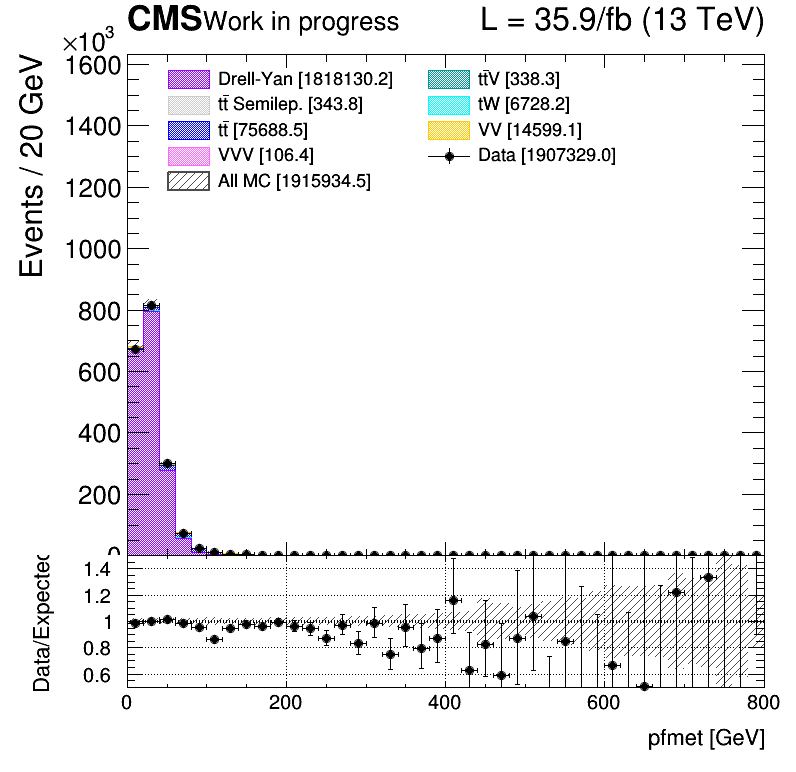 CMS Work in progress L = 35.9/fb (13 TeV)
×10³
Events / 20 GeV
1600
1400
1200
1000
800
600
400
200
0
Drell-Yan [1818130.2]
tt̄ Semilep. [343.8]
tt̄ [75688.5]
VVV [106.4]
All MC [1915934.5]
tt̄V [338.3]
tW [6728.2]
VV [14599.1]
Data [1907329.0]
Data/Expected
1.4
1.2
1
0.8
0.6
0 200 400 600 800
pfmet [GeV]